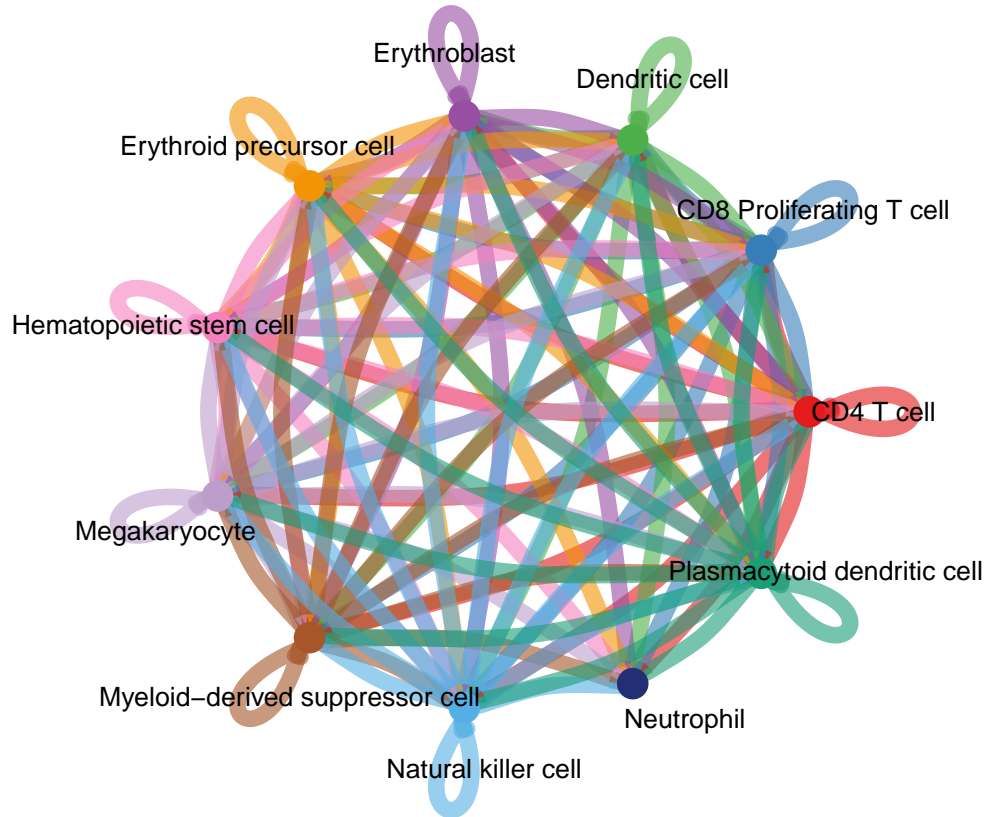 Erythroblast
Dendritic cell
Erythroid precursor cell
CD8 Proliferating T cell
Hematopoietic stem cell
CD4 T cell
Megakaryocyte
Plasmacytoid dendritic cell
Myeloid−derived suppressor cell
Neutrophil
Natural killer cell